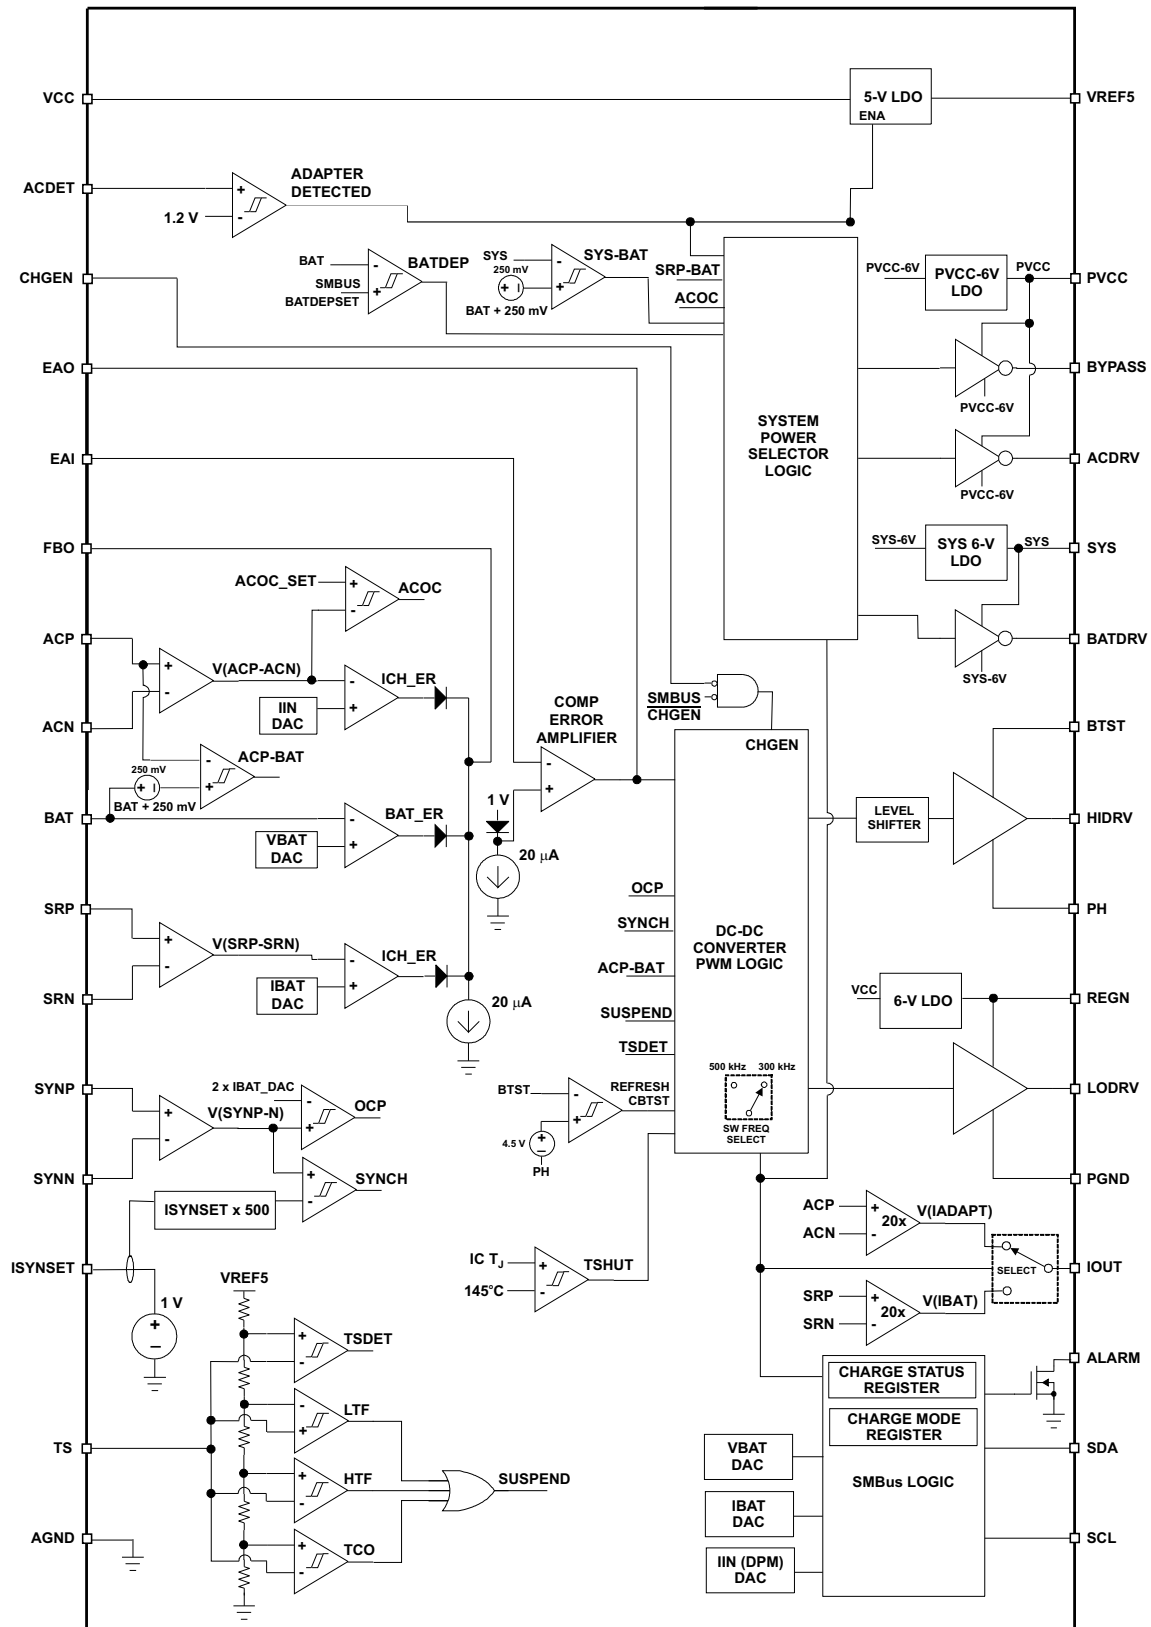 VCC
5-V LDO
ENA
VREF5
ACDET
+
-
1.2 V
ADAPTER
DETECTED
CHGEN
BAT
SMBUS
BATDEPSET
-
+
BATDEP
SYS
250 mV
+ -
BAT + 250 mV
-
+
SYS-BAT
SRP-BAT
ACOC
PVCC-6V
PVCC-6V
LDO
PVCC
PVCC
EAO
SYSTEM
POWER
SELECTOR
LOGIC
BYPASS
PVCC-6V
EAI
ACDRV
PVCC-6V
FBO
SYS-6V
SYS 6-V
LDO
SYS
SYS
ACOC_SET
+
-
ACOC
BATDRV
SYS-6V
ACP
ACN
+
-
V(ACP-ACN)
-
+
ICH_ER
IIN
DAC
SMBUS
CHGEN
CHGEN
COMP
ERROR
AMPLIFIER
-
+
250 mV
+ -
BAT + 250 mV
-
+
ACP-BAT
BTST
BAT
-
+
BAT_ER
VBAT
DAC
1 V
20 µA
LEVEL
SHIFTER
HIDRV
SRP
SRN
+
-
V(SRP-SRN)
-
+
ICH_ER
IBAT
DAC
20 µA
OCP
SYNCH
ACP-BAT
SUSPEND
TSDET
DC-DC
CONVERTER
PWM LOGIC
PH
VCC
6-V LDO
REGN
SYNP
SYNN
+
-
2 x IBAT_DAC
V(SYNP-N)
-
+
OCP
+
-
SYNCH
ISYNSET x 500
BTST
-
+
4.5 V
+
-
PH
REFRESH
CBTST
500 kHz
300 kHz
SW FREQ
SELECT
LODRV
PGND
ISYNSET
1 V
+
-
IC TJ
145°C
+
-
TSHUT
ACP
ACN
+
-
20x
V(IADAPT)
SELECT
IOUT
SRP
SRN
+
-
20x
V(IBAT)
VREF5
+
-
TSDET
-
+
LTF
+
-
HTF
+
-
TCO
SUSPEND
TS
AGND
CHARGE STATUS
REGISTER
CHARGE MODE
REGISTER
SMBus LOGIC
VBAT
DAC
IBAT
DAC
IIN (DPM)
DAC
ALARM
SDA
SCL